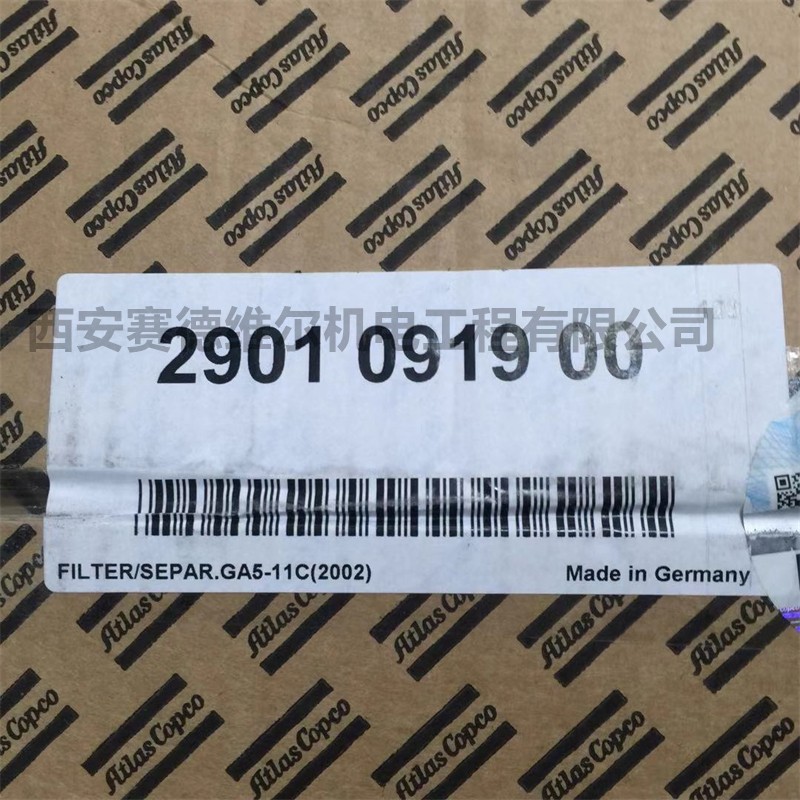 Atlas Copco
西安赛德维尔机电工程有限公司
2901 0919 00
FILTER/SEPAR.GA5-11C(2002)
Made in Germany